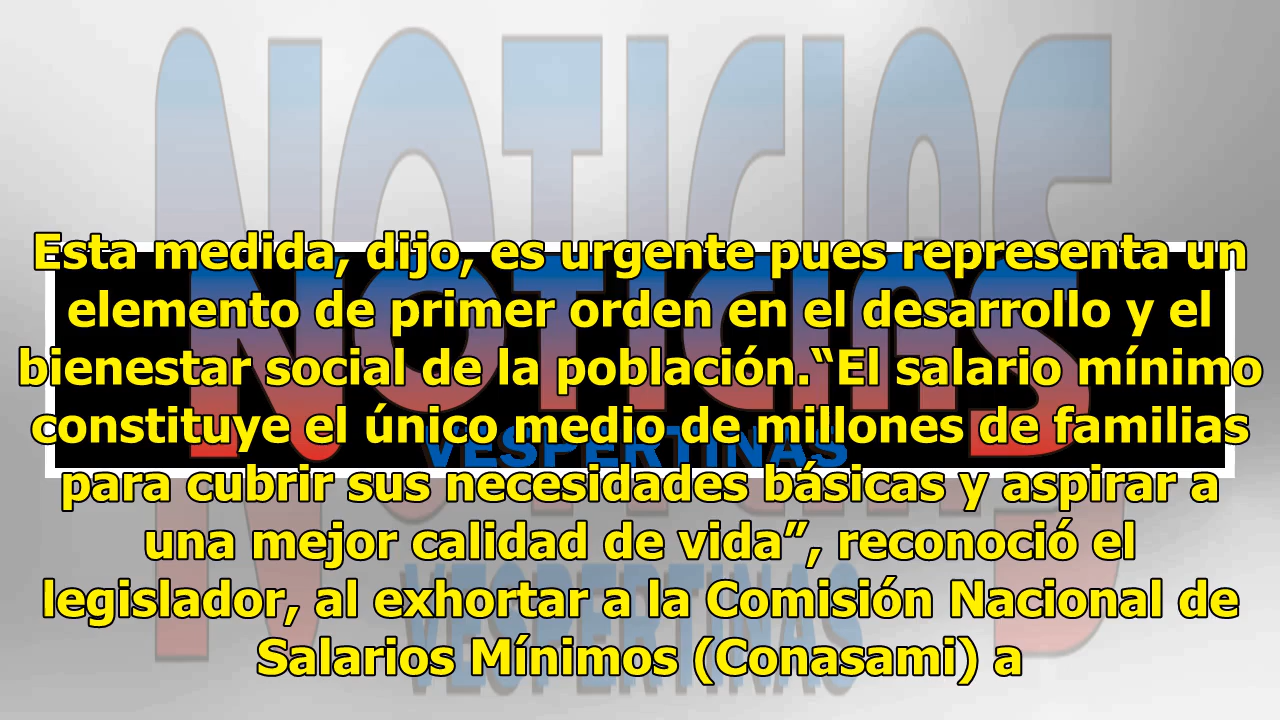 NOTICIAS
Esta medida, dijo, es urgente pues representa un
elemento de primer orden en el desarrollo y el
bienestar social de la población.“El salario mínimo
constituye el único medio de millones de familias
para cubrir sus necesidades básicas y aspirar a
una mejor calidad de vida”, reconoció el
legislador, al exhortar a la Comisión Nacional de
Salarios Mínimos (Conasami) a
NOTICIAS
VESPERTINAS
VESPERTINAS